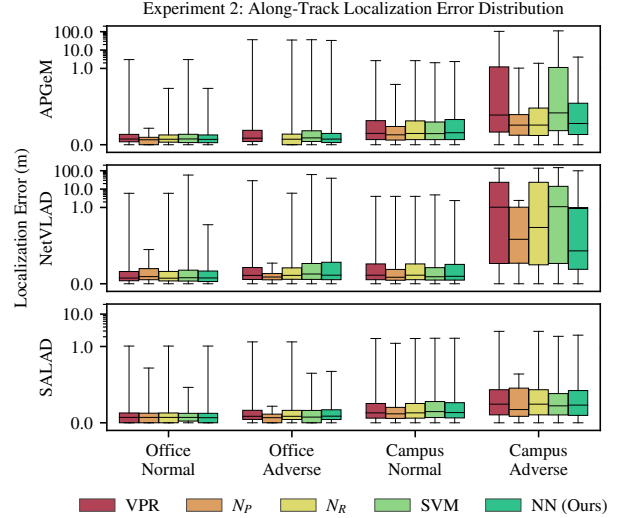 Experiment 2: Along-Track Localization Error Distribution
Localization Error (m)
APGeM
100.0
10.0
1.0
0.0
NetVLAD
100.0
10.0
1.0
0.0
SALAD
10.0
1.0
0.0
Office Normal
Office Adverse
Campus Normal
Campus Adverse
VPR
N_P
N_R
SVM
NN (Ours)